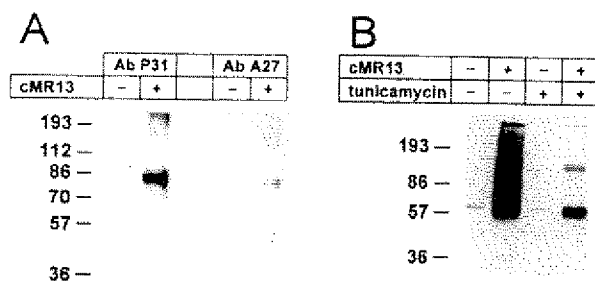 A
Ab P31 Ab A27
cMR13 – + – +
193 –
112 –
86 –
70 –
57 –
36 –
B
cMR13 – + – +
tunicamycin – – + +
193 –
86 –
57 –
36 –